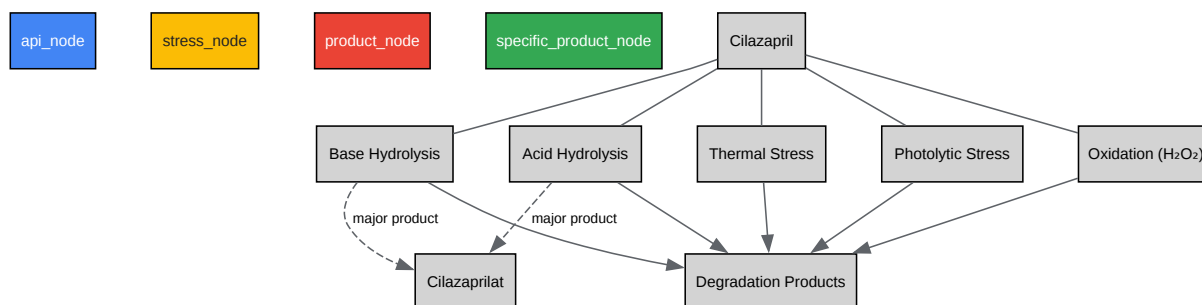 api_node
stress_node
product_node
specific_product_node
Cilazapril
Base Hydrolysis
Acid Hydrolysis
Thermal Stress
Photolytic Stress
Oxidation (H₂O₂)
major product
major product
Cilazaprilat
Degradation Products